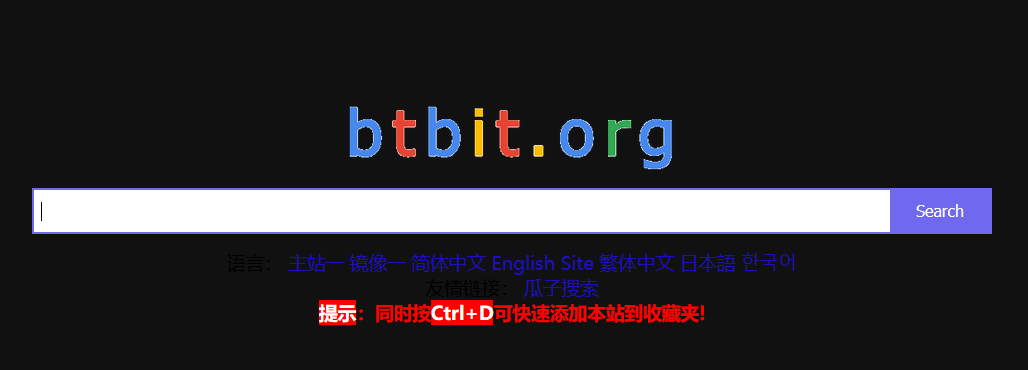 btbit.org
Search
语言： 主站一 镜像一 简体中文 English Site 繁体中文 日本語 한국어
友情链接： 瓜子搜索
提示：同时按Ctrl+D可快速添加本站到收藏夹!